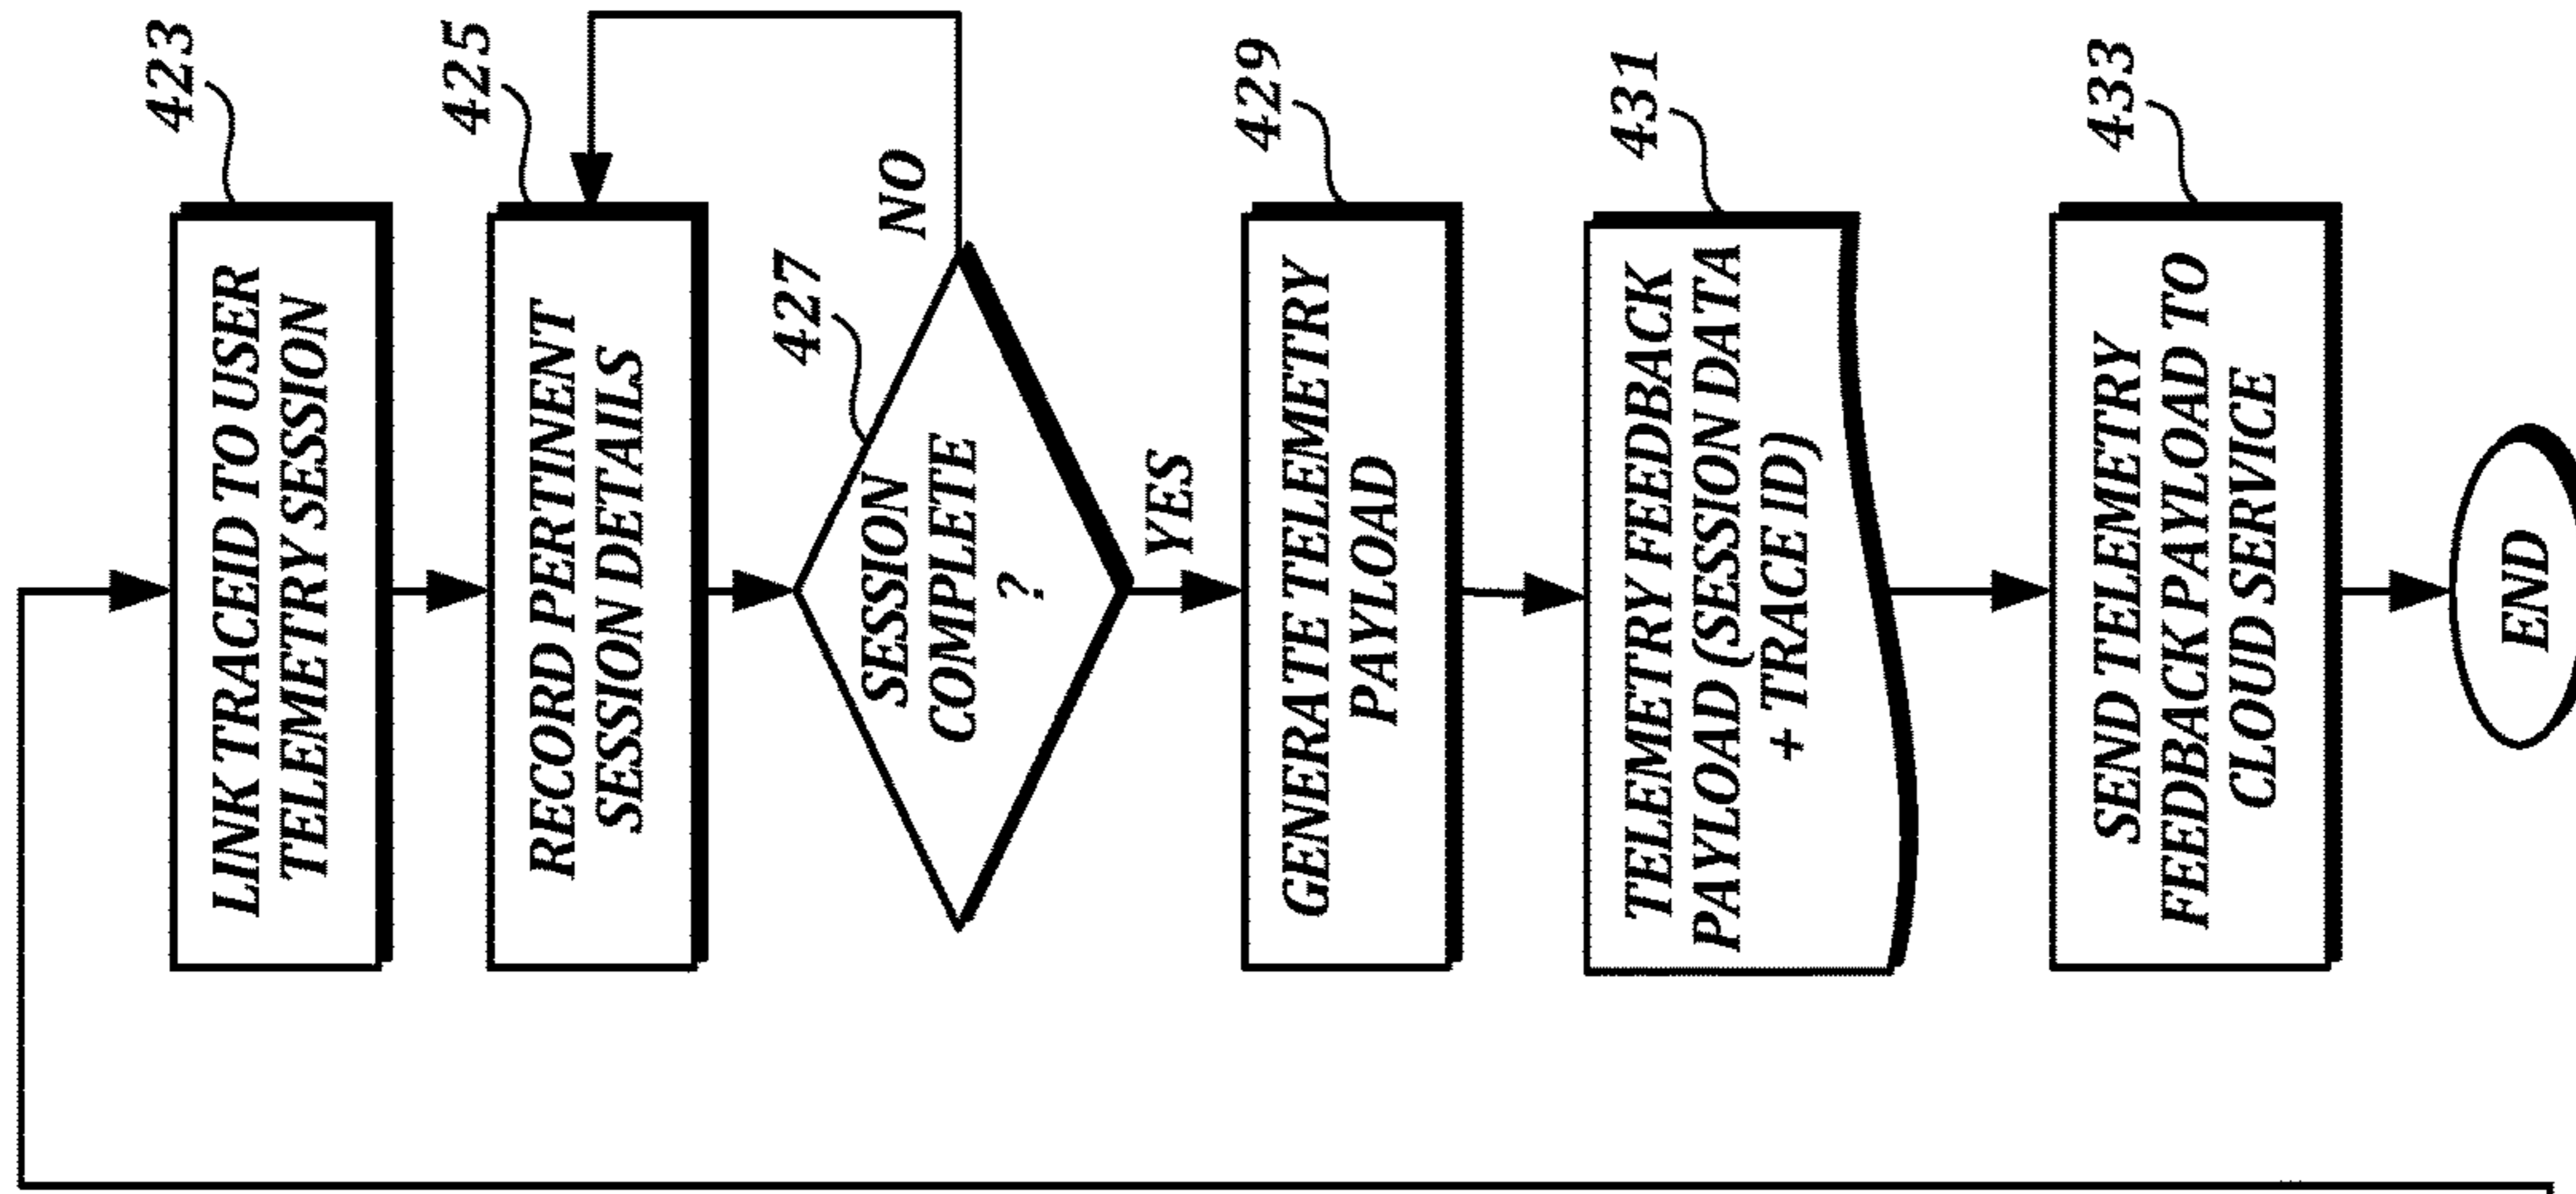 423
LINK TRACEID TO USER
TELEMETRY SESSION
425
RECORD PERTINENT
SESSION DETAILS
427
SESSION
COMPLETE
?
NO
YES
429
GENERATE TELEMETRY
PAYLOAD
431
TELEMETRY FEEDBACK
PAYLOAD (SESSION DATA
+ TRACE ID)
433
SEND TELEMETRY
FEEDBACK PAYLOAD TO
CLOUD SERVICE
END